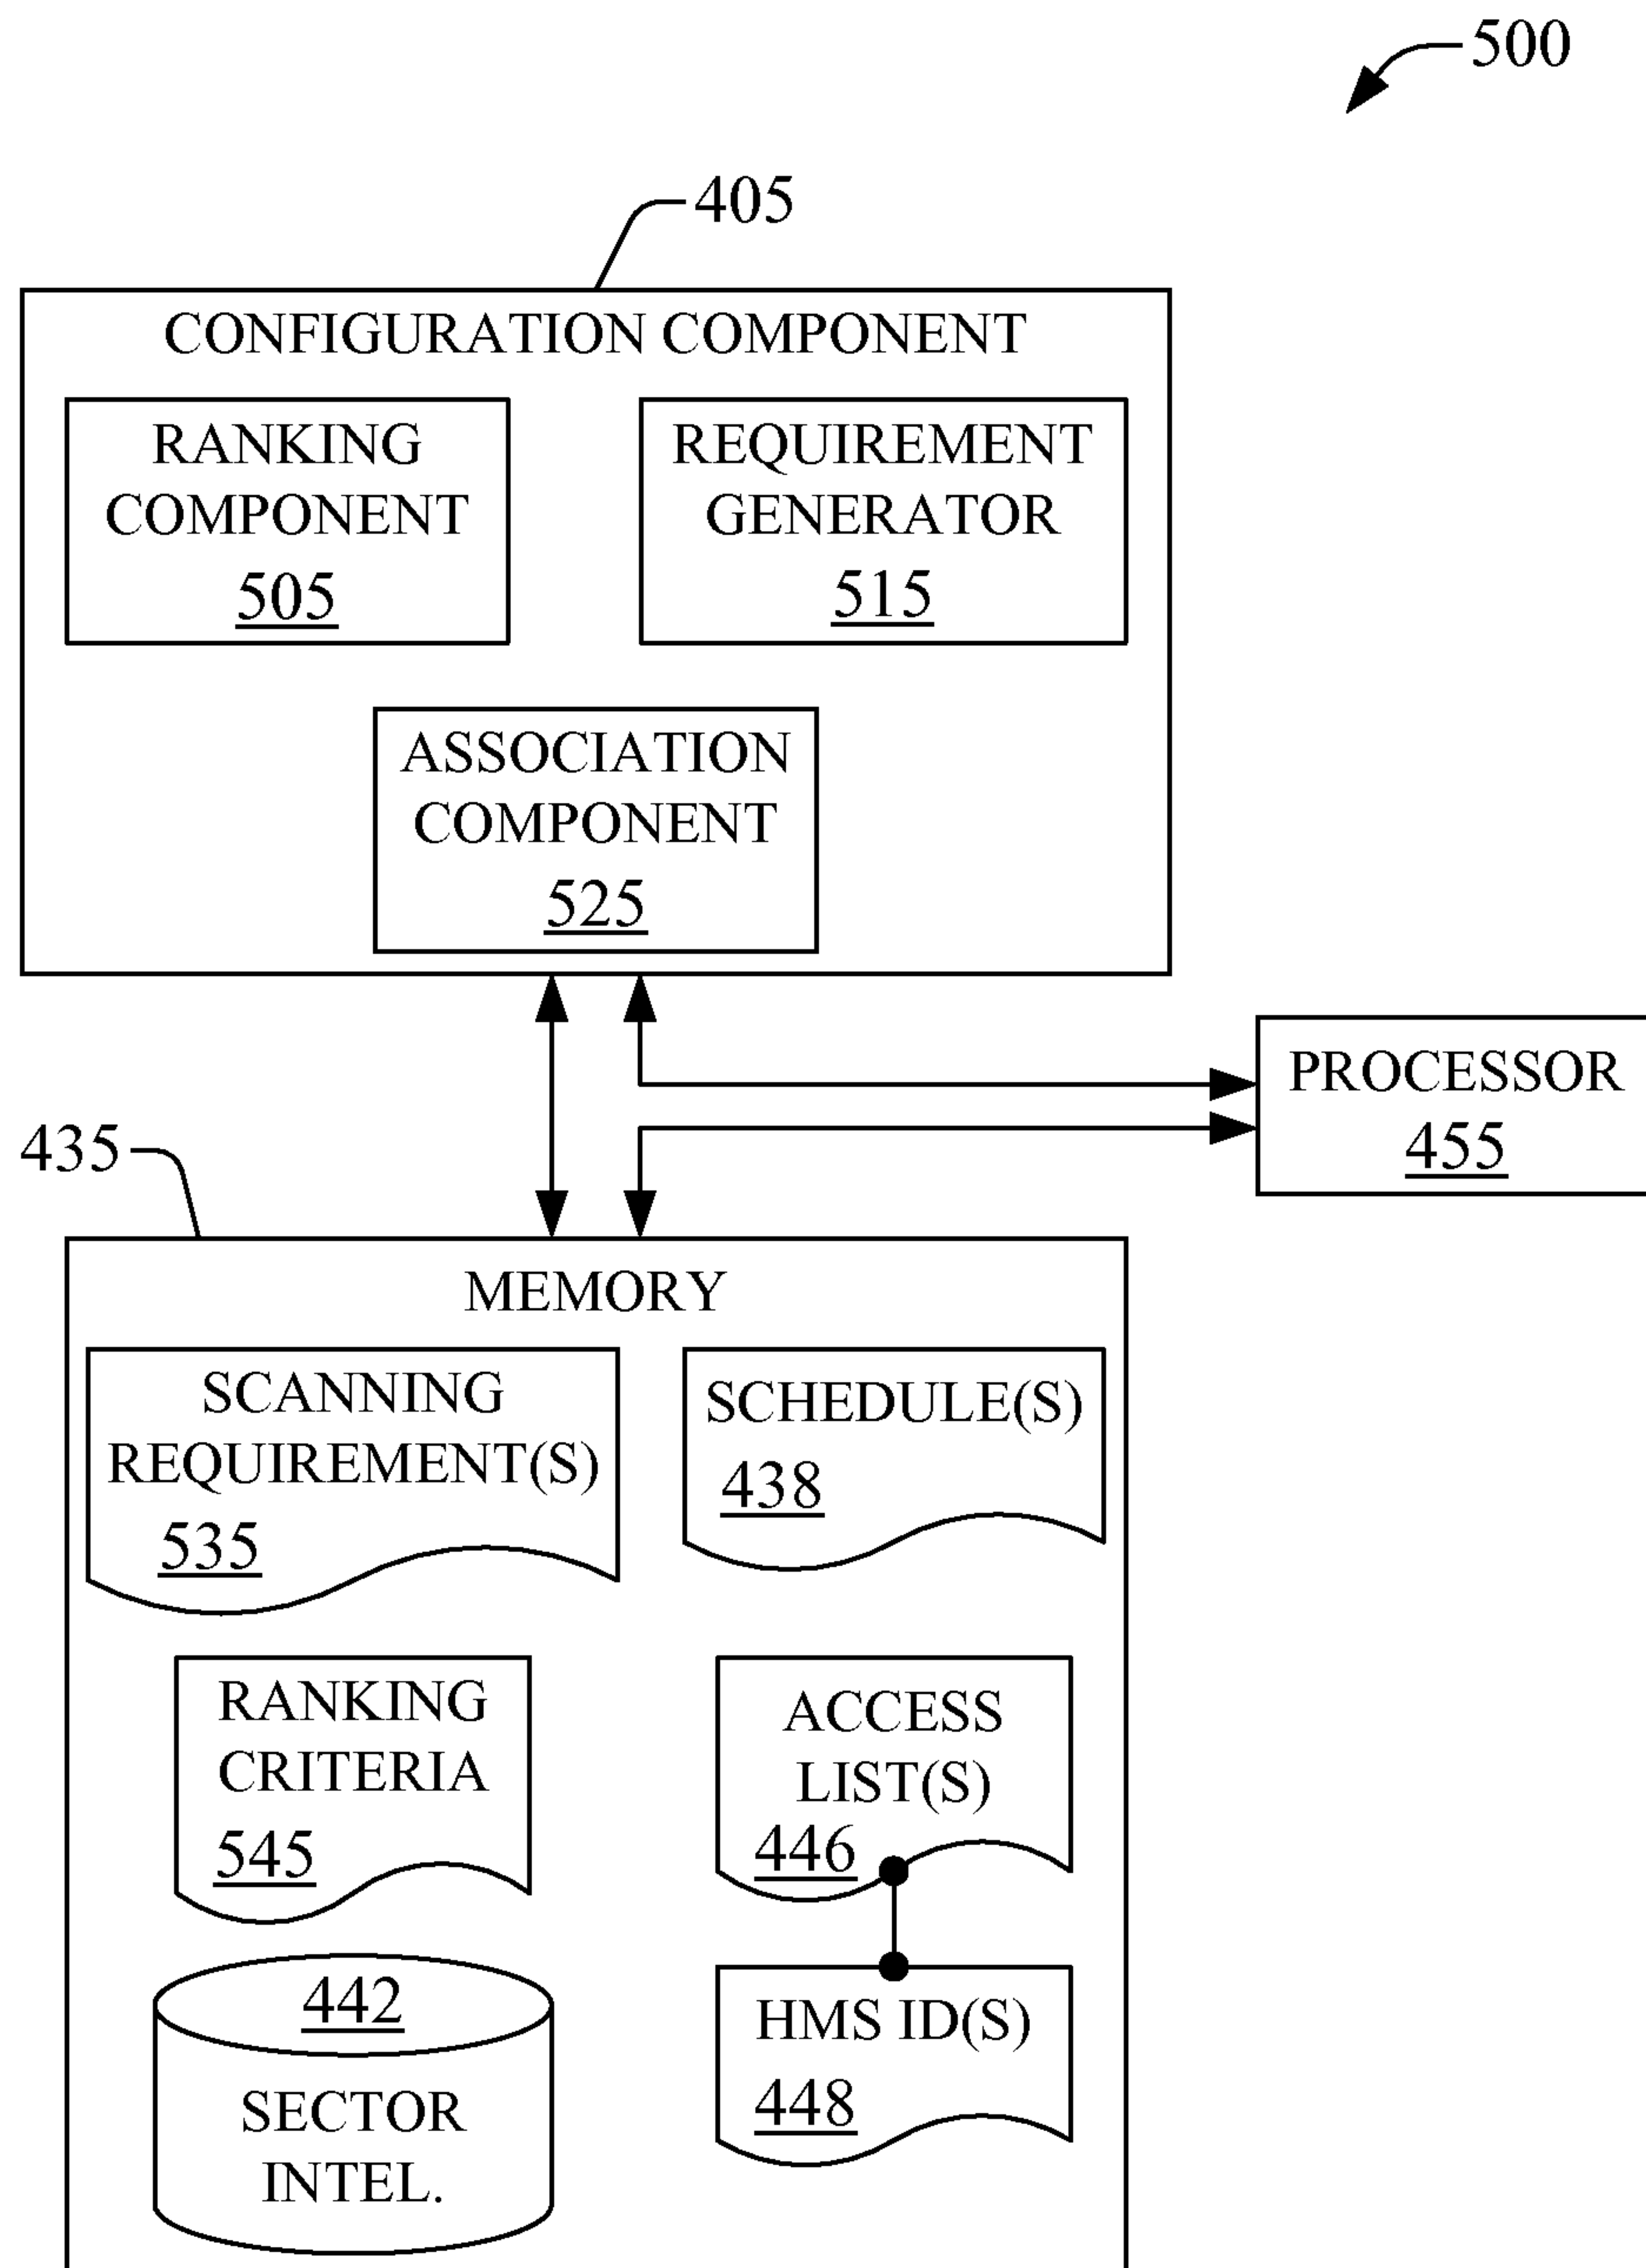 500
405
CONFIGURATION COMPONENT
RANKING
COMPONENT
505
REQUIREMENT
GENERATOR
515
ASSOCIATION
COMPONENT
525
PROCESSOR
455
435
MEMORY
SCANNING
REQUIREMENT(S)
535
SCHEDULE(S)
438
RANKING
CRITERIA
545
ACCESS
LIST(S)
446
442
SECTOR
INTEL.
HMS ID(S)
448